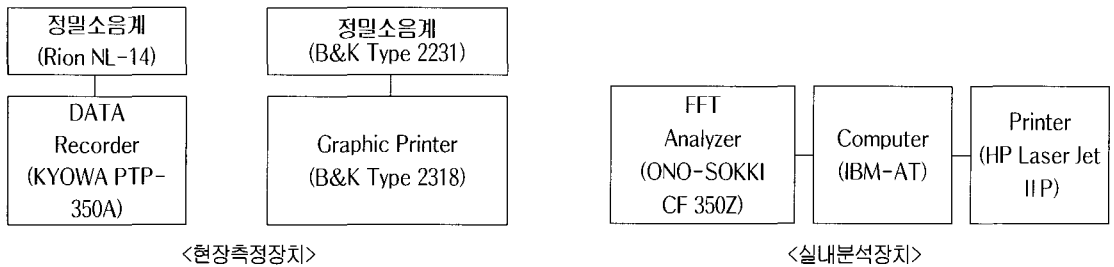 정밀소음계
(Rion NL-14)
DATA
Recorder
(KYOWA PTP-
350A)
정밀소음계
(B&K Type 2231)
Graphic Printer
(B&K Type 2318)
<현장측정장치>
FFT
Analyzer
(ONO-SOKKI
CF 350Z)
Computer
(IBM-AT)
Printer
(HP Laser Jet
II P)
<실내분석장치>